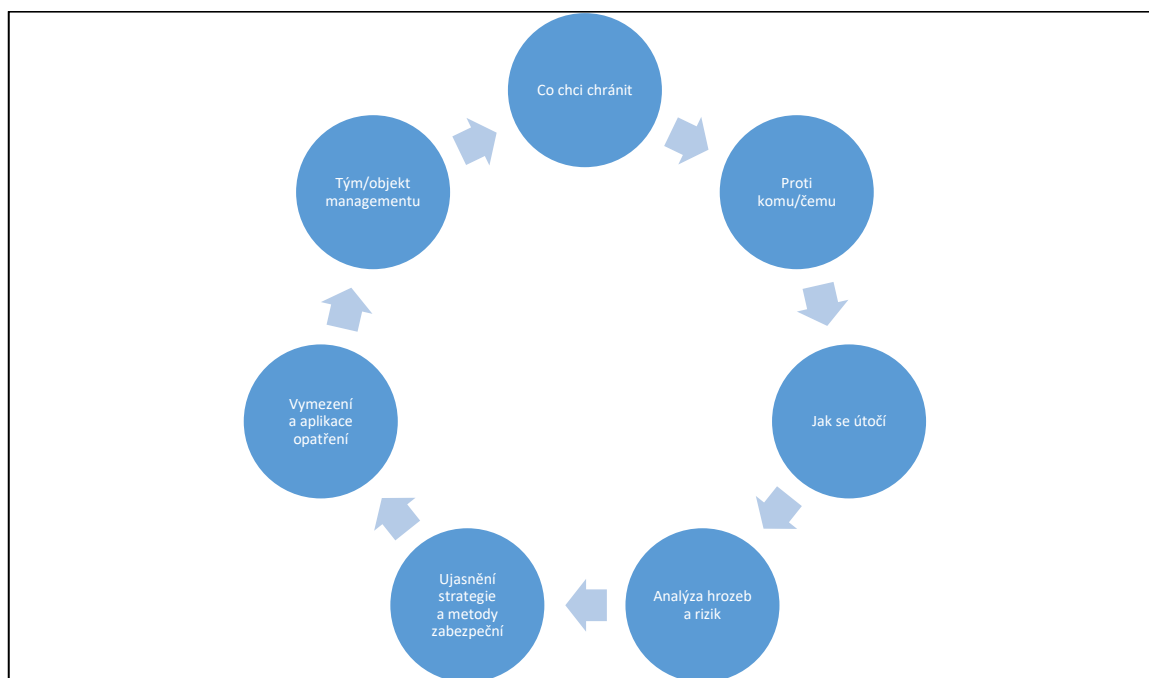 Co chci chránit
Proti
komu/čemu
Jak se útočí
Analýza hrozeb
a rizik
Ujasnění
strategie
a metody
zabezpeční
Vymezení
a aplikace
opatření
Tým/objekt
managementu